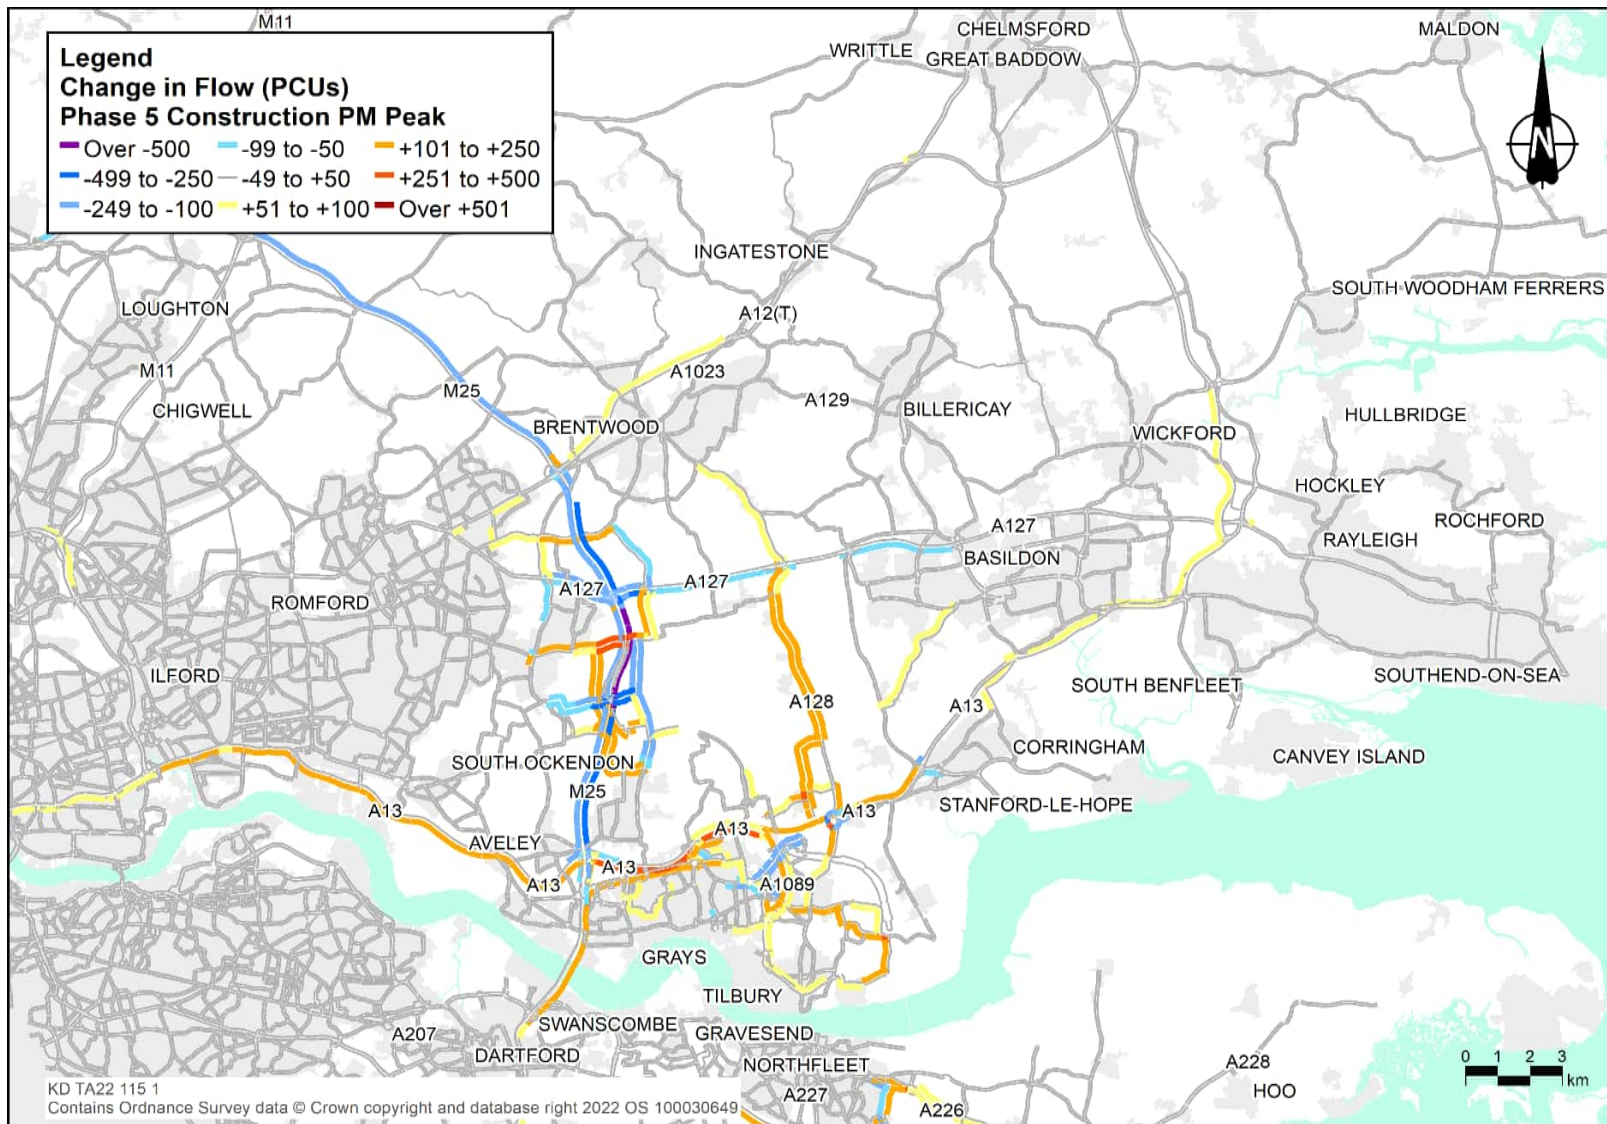 M11
CHELMSFORD
MALDON
WRITTLE
GREAT BADDOW
Legend
Change in Flow (PCUs)
Phase 5 Construction PM Peak
Over -500 -99 to -50 +101 to +250
-499 to -250 -49 to +50 +251 to +500
-249 to -100 +51 to +100 Over +501
N
INGATESTONE
SOUTH WOODHAM FERRERS
LOUGHTON
A12(T)
M11
A1023
M25
A129
CHIGWELL
BILLERICAY
HULLBRIDGE
BRENTWOOD
WICKFORD
HOCKLEY
ROCHFORD
A127
RAYLEIGH
BASILDON
A127
A127
ROMFORD
ILFORD
SOUTHEND-ON-SEA
SOUTH BENFLEET
A128
A13
CORRINGHAM
CANVEY ISLAND
SOUTH OCKENDON
M25
STANFORD-LE-HOPE
A13
A13
A13
AVELEY
A13
A13
A1089
GRAYS
TILBURY
SWANSCOMBE
A207
GRAVESEND
DARTFORD
NORTHFLEET
A228
A227
HOO
A226
0 1 2 3
km
KD TA22 115 1
Contains Ordnance Survey data © Crown copyright and database right 2022 OS 100030649